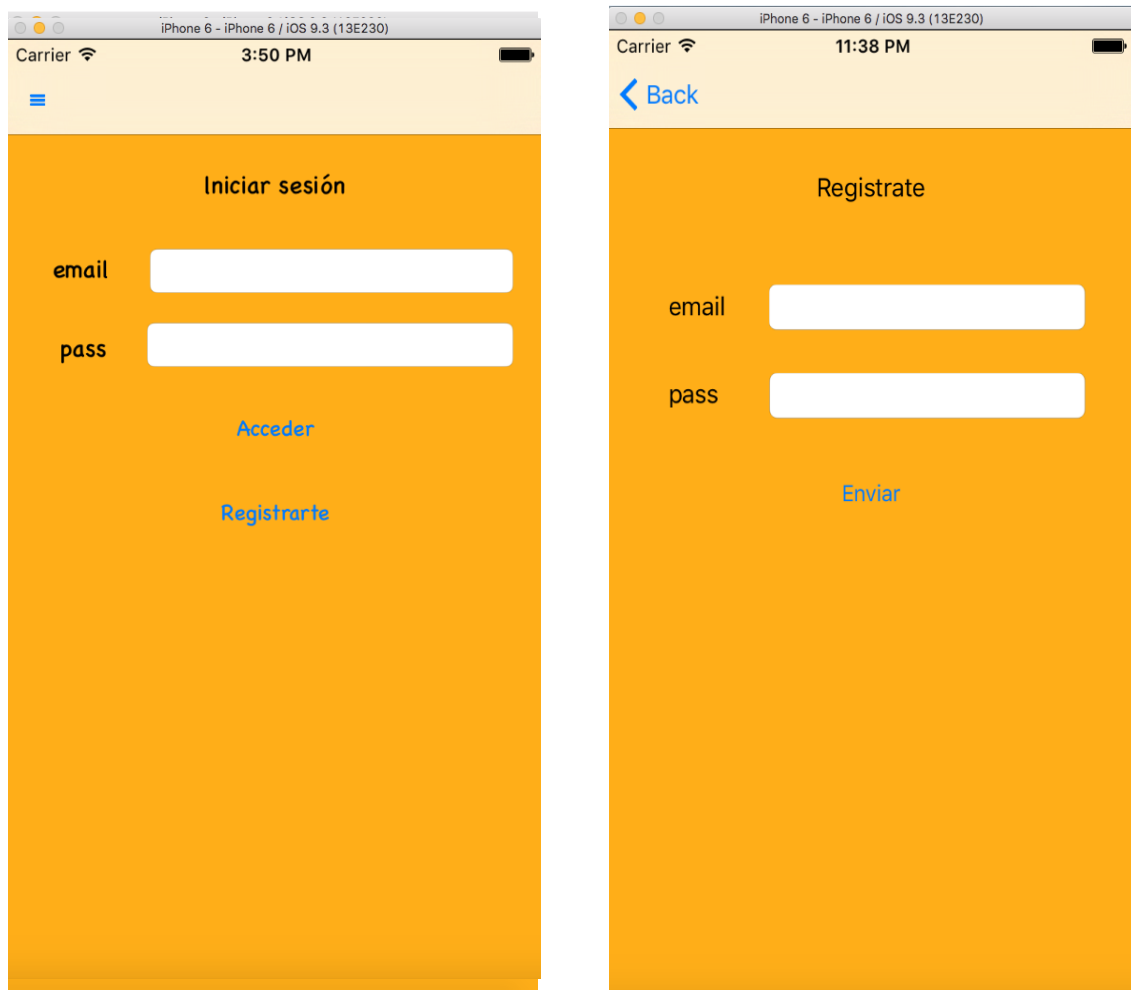 iPhone 6 - iPhone 6 / iOS 9.3 (13E230)
Carrier 3:50 PM
Iniciar sesión
email
pass
Acceder
Registrarte
iPhone 6 - iPhone 6 / iOS 9.3 (13E230)
Carrier 11:38 PM
Back
Registrate
email
pass
Enviar